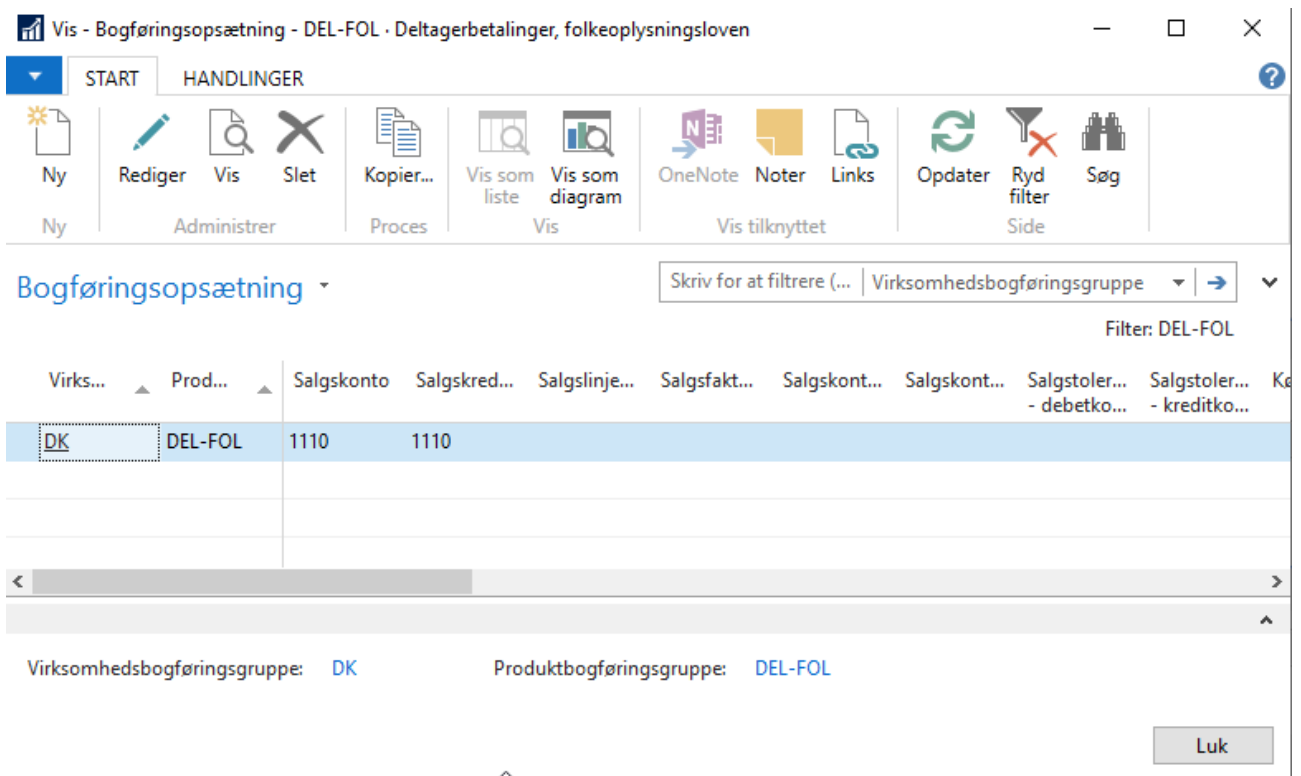 Vis - Bogføringsopsætning - DEL-FOL · Deltagerbetalinger, folkeoplysningsloven
START HANDLINGER
Ny Rediger Vis Slet Kopier... Vis som liste Vis som diagram OneNote Noter Links Opdater Ryd filter Søg
Ny Administrer Proces Vis Vis tilknyttet Side
Bogføringsopsætning
Skriv for at filtrere (... Virksomhedsbogføringsgruppe
Filter: DEL-FOL
Virks... Prod... Salgskonto Salgskred... Salgslinje... Salgsfakt... Salgskont... Salgskont... Salgstoler... - debetko... Salgstoler... - kreditko... Kø
DK DEL-FOL 1110 1110
Virksomhedsbogføringsgruppe: DK Produktbogføringsgruppe: DEL-FOL
Luk